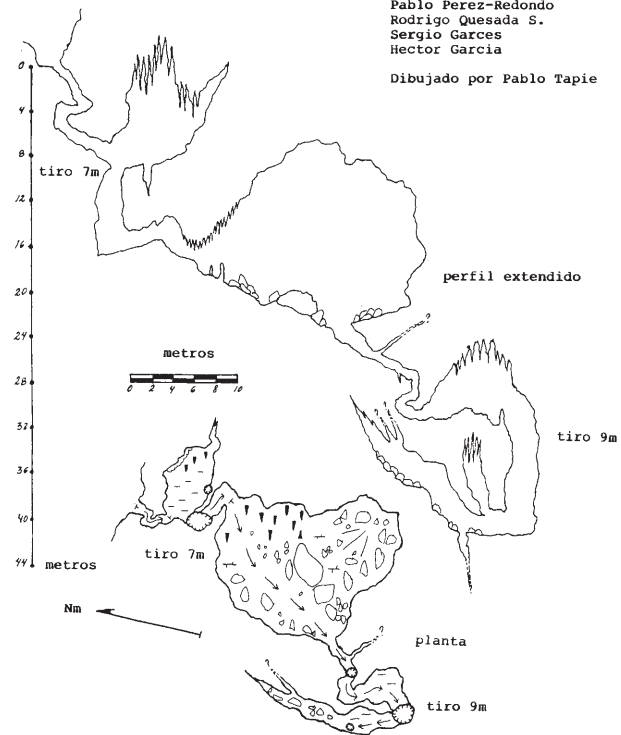 Pablo Perez-Redondo
Rodrigo Quesada S.
Sergio Garces
Hector Garcia
Dibujado por Pablo Tapie
0
4
8
tiro 7m
12
16
perfil extendido
20
?
24
metros
28
0 2 4 6 8 10
? ?
32
tiro 9m
36
40
tiro 7m
44 metros
Nm
?
planta
?
tiro 9m